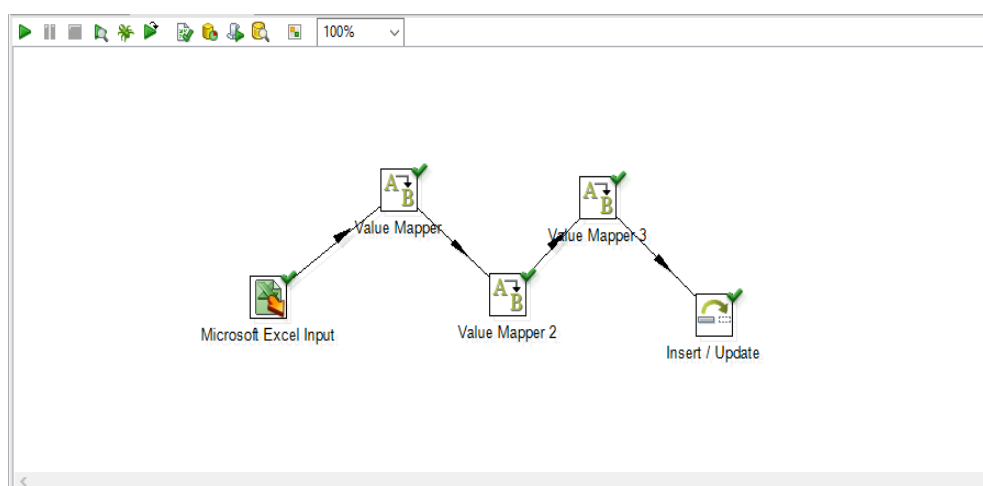 100%
Value Mapper
Value Mapper 3
Microsoft Excel Input
Value Mapper 2
Insert / Update